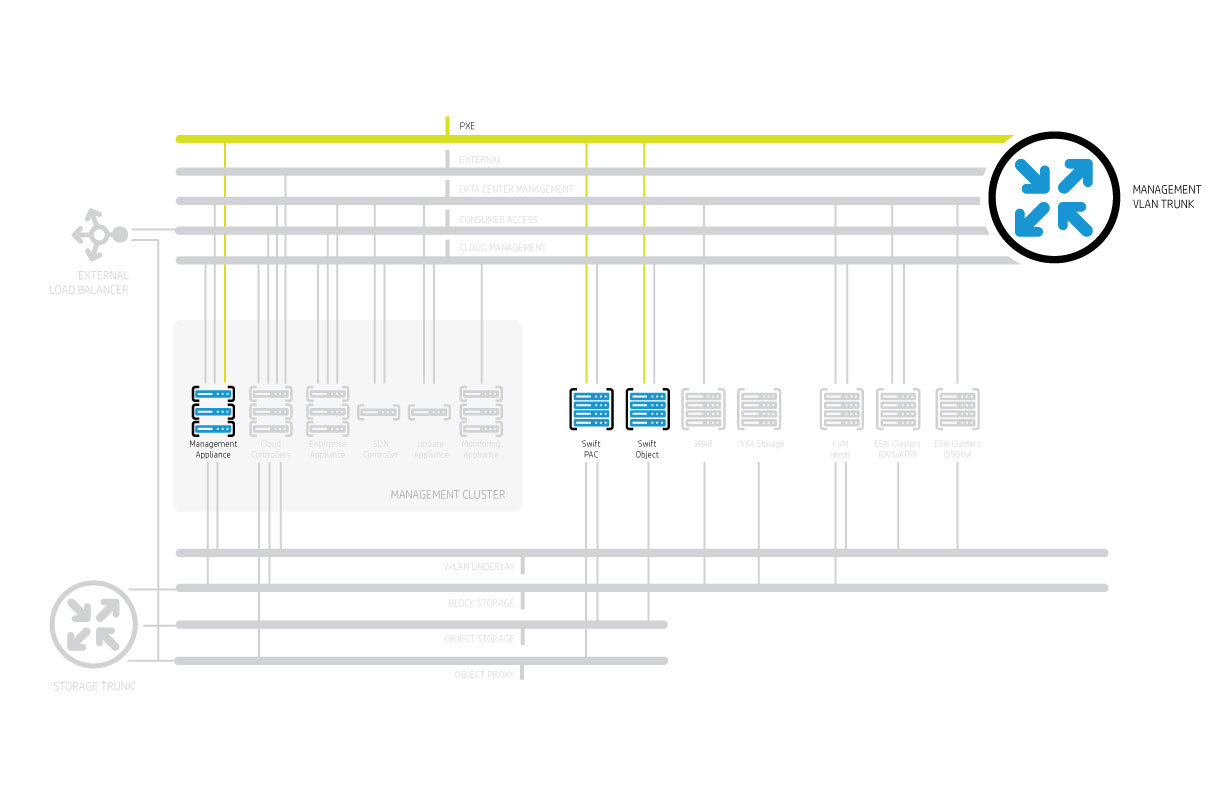 PXE
EXTERNAL
DATA CENTER MANAGEMENT
CONSUMER ACCESS
CLOUD MANAGEMENT
MANAGEMENT
VLAN TRUNK
EXTERNAL
LOAD BALANCER
Management
Appliance
Cloud
Controllers
Enterprise
Appliance
SDN
Controller
Update
Appliance
Monitoring
Appliance
MANAGEMENT CLUSTER
Swift
PAC
Swift
Object
3PAR
VSA Storage
KVM
Hosts
ESXi Clusters
(OVSvAPP)
ESXi Clusters
(5900v)
VxLAN UNDERLAY
BLOCK STORAGE
OBJECT STORAGE
OBJECT PROXY
STORAGE TRUNK